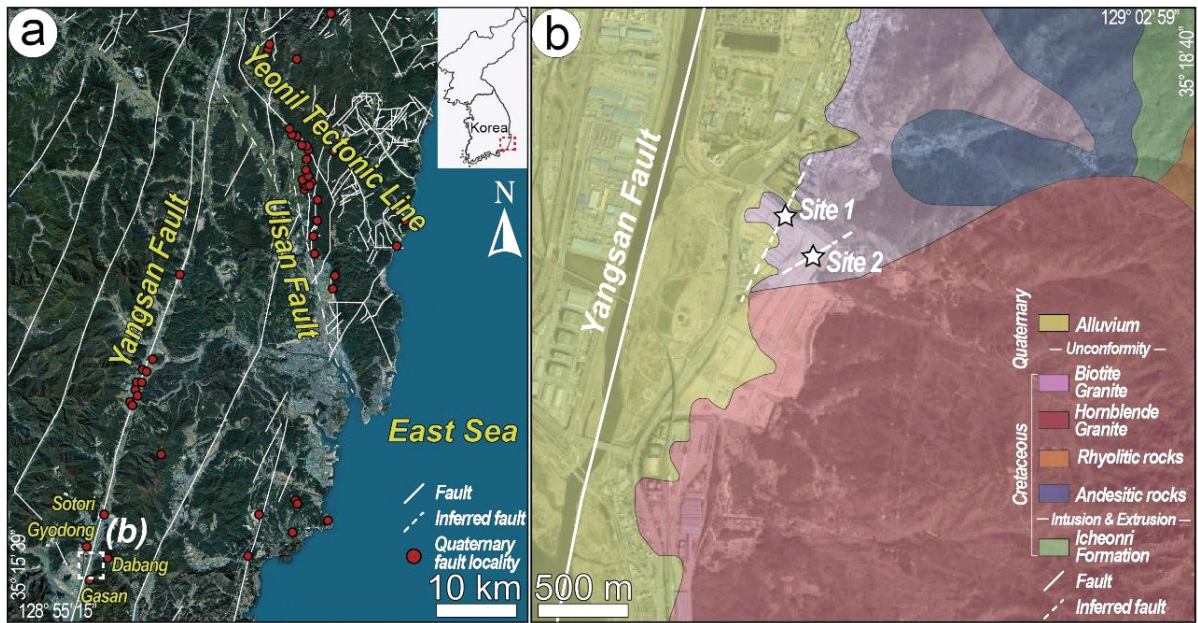 a
Yeonil Tectonic Line
Korea
N
Ulsan Fault
Yangsan Fault
East Sea
Sotori
Gyodong
(b)
Dabang
Gasan
35° 15'39"
128° 55'15"
Fault
Inferred fault
Quaternary
fault locality
10 km
b
129° 02' 59"
35° 18'40"
Yangsan Fault
Site 1
Site 2
Quaternary
Alluvium
— Unconformity —
Cretaceous
Biotite
Granite
Hornblende
Granite
Rhyolitic rocks
Andesitic rocks
— Intrusion & Extrusion —
Icheonri
Formation
Fault
Inferred fault
500 m